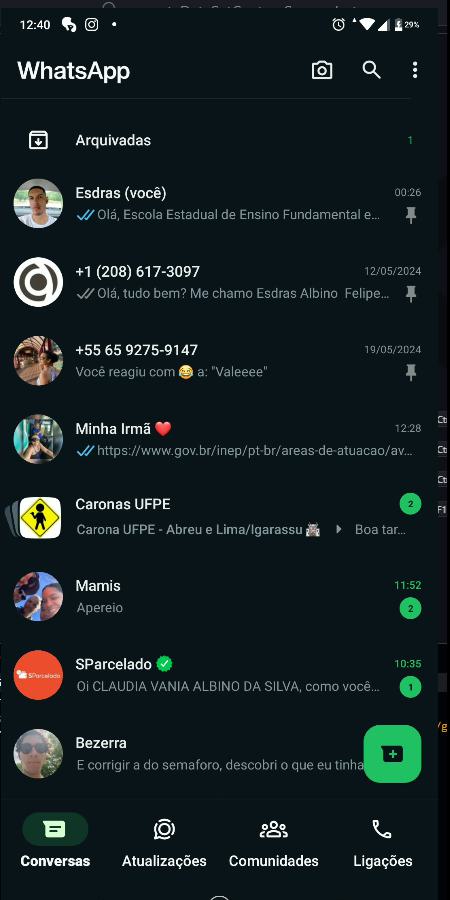 12:40
29%
WhatsApp
Arquivadas 1
Esdras (você) 00:26
Olá, Escola Estadual de Ensino Fundamental e...
+1 (208) 617-3097 12/05/2024
Olá, tudo bem? Me chamo Esdras Albino Felipe...
+55 65 9275-9147 19/05/2024
Você reagiu com 😂 a: "Valeeee"
Minha Irmã ❤️ 12:28
https://www.gov.br/inep/pt-br/areas-de-atuacao/av...
Caronas UFPE 2
Carona UFPE - Abreu e Lima/Igarassu Boa tar...
Mamis 11:52
Apereio 2
SParcelado
SParcelado 10:35
Oi CLAUDIA VANIA ALBINO DA SILVA, como você... 1
Bezerra
E corrigir a do semaforo, descobri o que eu tinha
Conversas Atualizações Comunidades Ligações